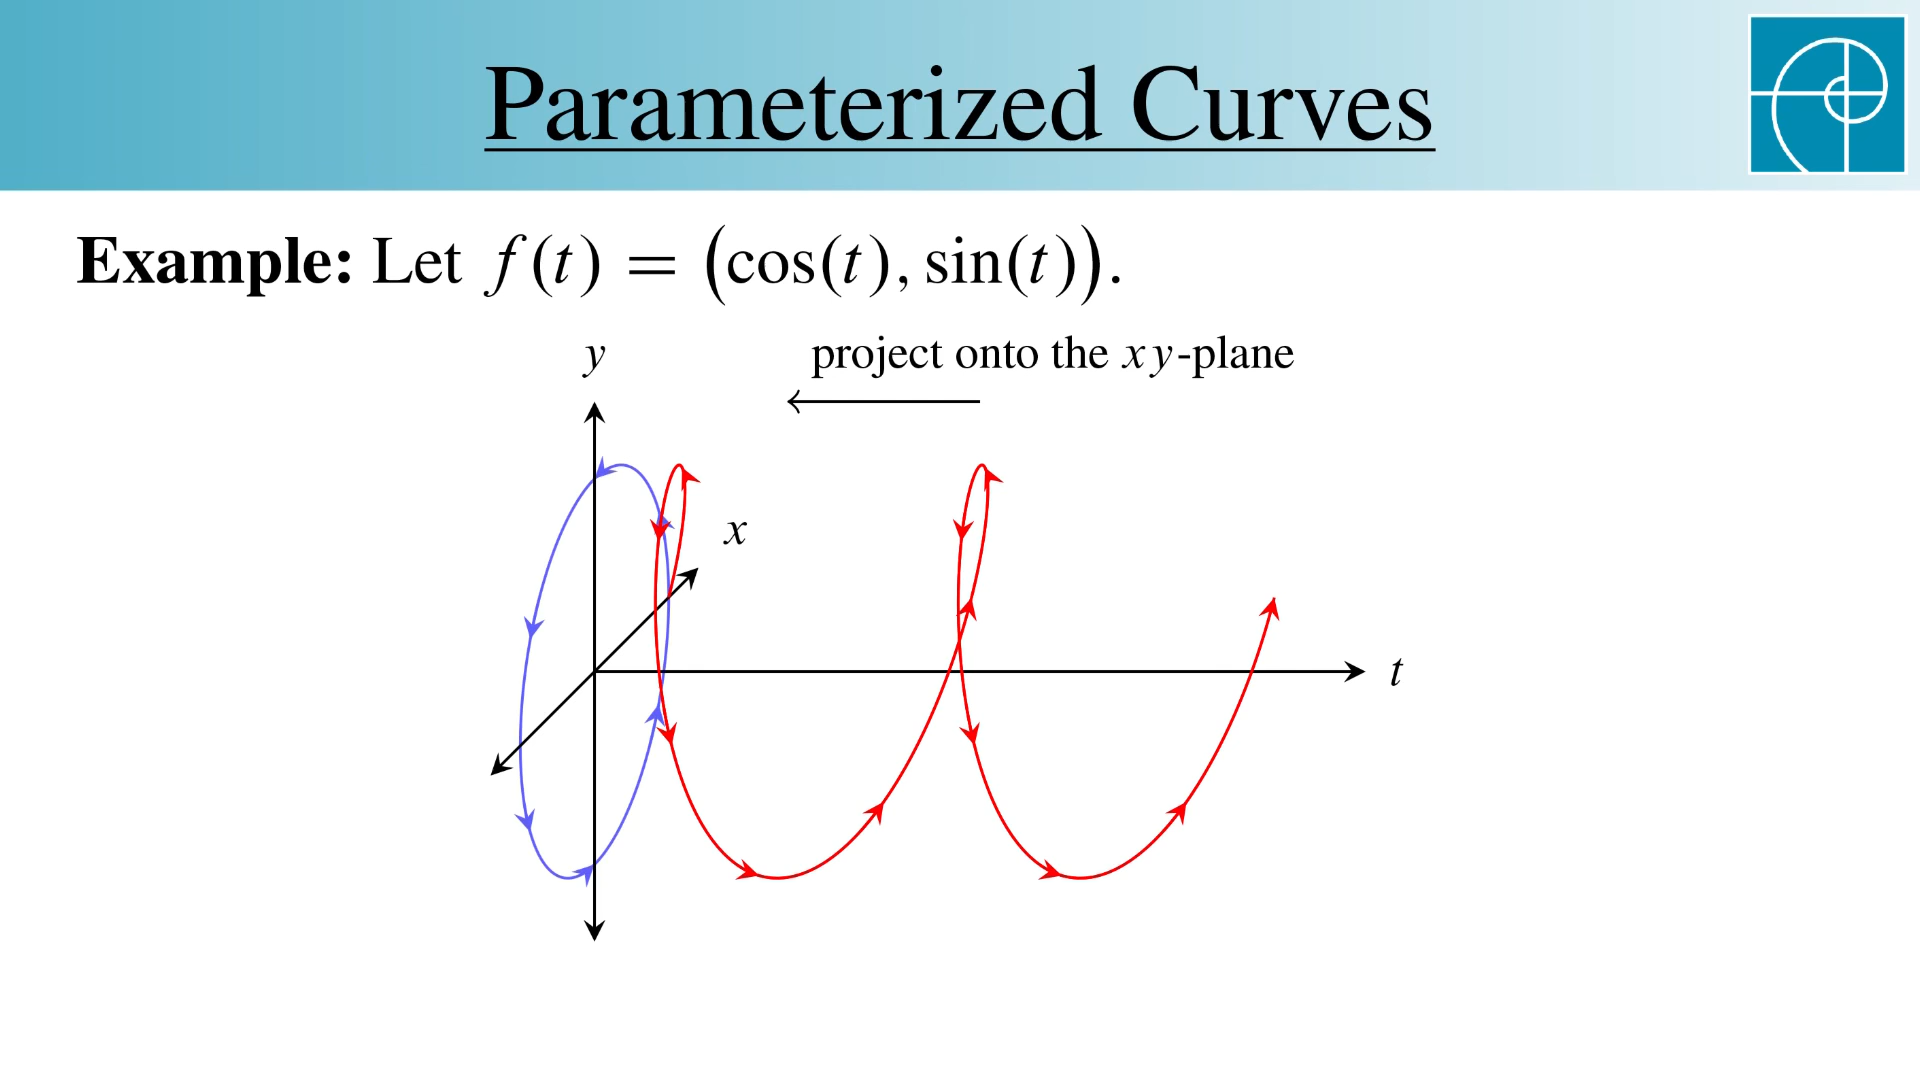 Parameterized Curves
Example: Let f(t) = (cos(t), sin(t)).
y
project onto the xy-plane
x
t